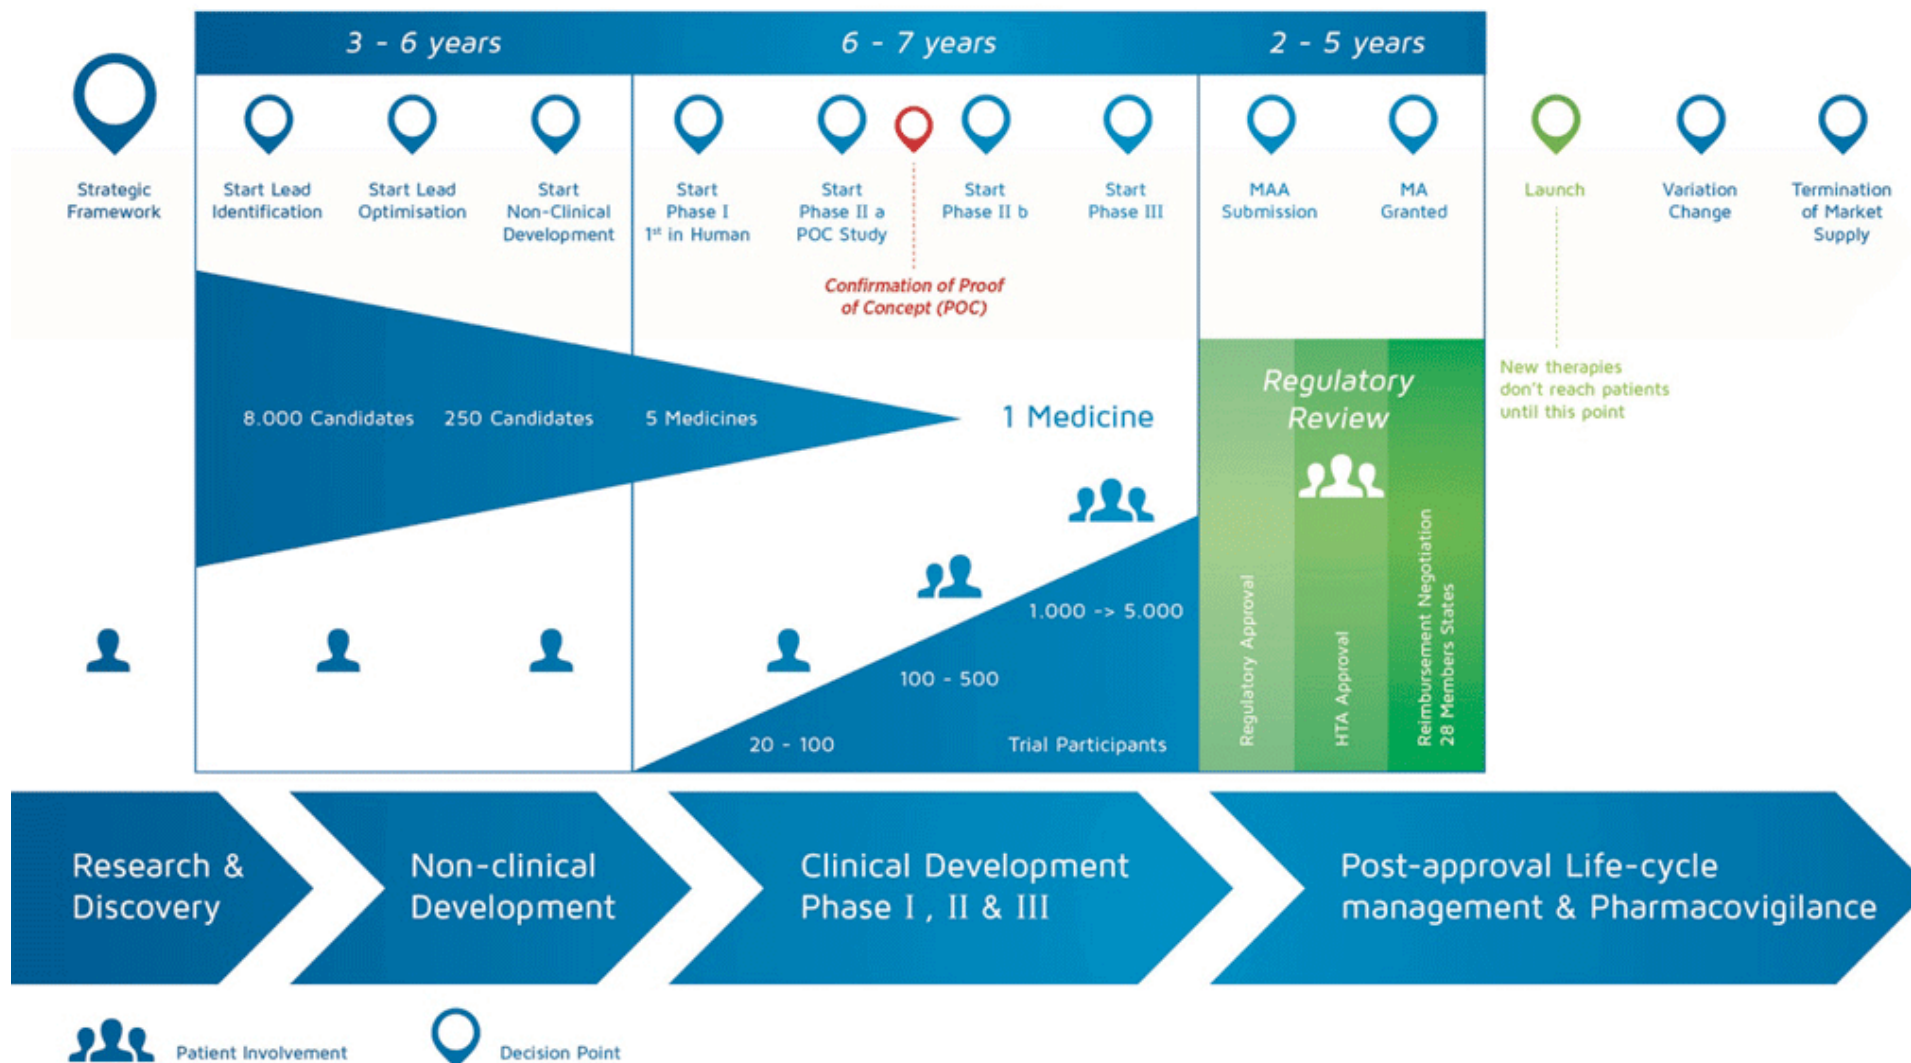 3 - 6 years
6 - 7 years
2 - 5 years
Strategic
Framework
Start Lead
Identification
Start Lead
Optimisation
Start
Non-Clinical
Development
Start
Phase I
1st in Human
Start
Phase II a
POC Study
Start
Phase II b
Start
Phase III
MAA
Submission
MA
Granted
Launch
Variation
Change
Termination
of Market
Supply
Confirmation of Proof
of Concept (POC)
New therapies
don't reach patients
until this point
8.000 Candidates
250 Candidates
5 Medicines
1 Medicine
Regulatory
Review
1.000 -> 5.000
100 - 500
20 - 100
Trial Participants
Regulatory Approval
HTA Approval
Reimbursement Negotiation
28 Members States
Research &
Discovery
Non-clinical
Development
Clinical Development
Phase I , II & III
Post-approval Life-cycle
management & Pharmacovigilance
Patient Involvement
Decision Point